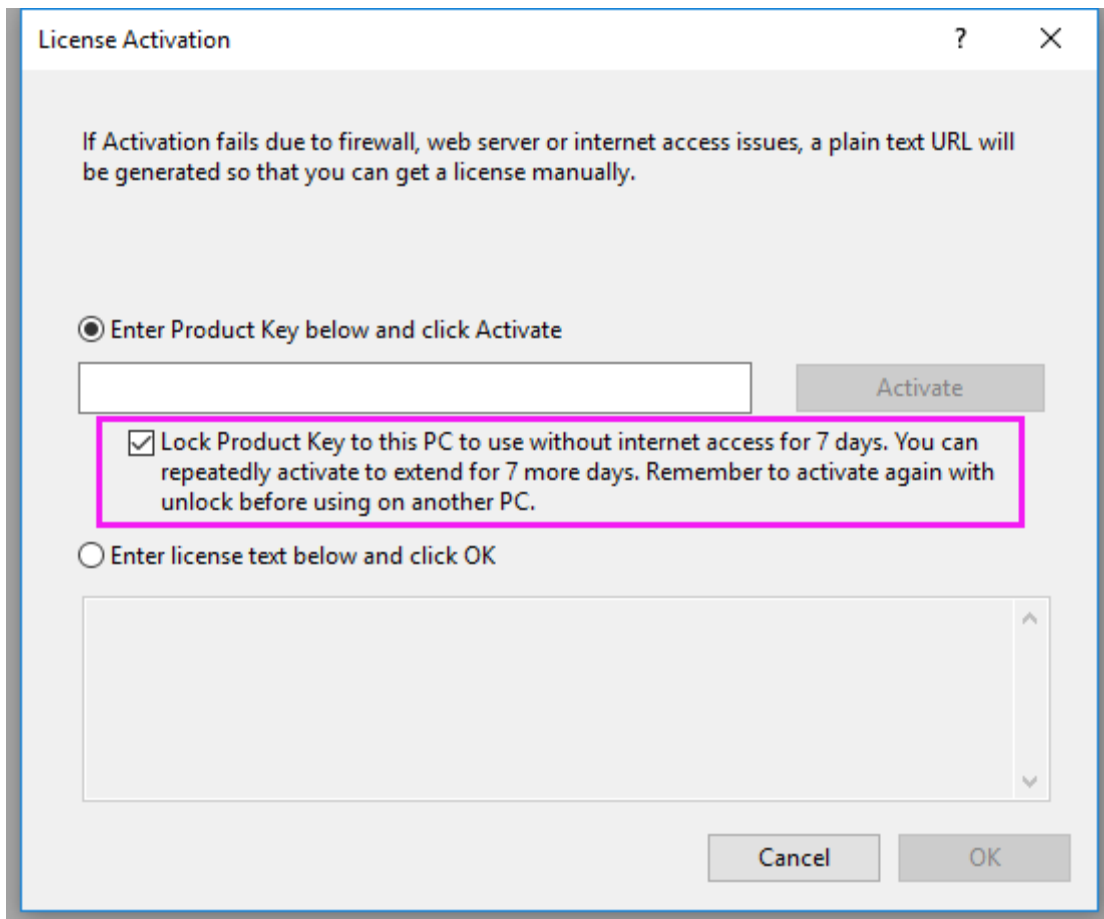 License Activation ?
If Activation fails due to firewall, web server or internet access issues, a plain text URL will
be generated so that you can get a license manually.
Enter Product Key below and click Activate
Activate
Lock Product Key to this PC to use without internet access for 7 days. You can
repeatedly activate to extend for 7 more days. Remember to activate again with
unlock before using on another PC.
Enter license text below and click OK
Cancel OK